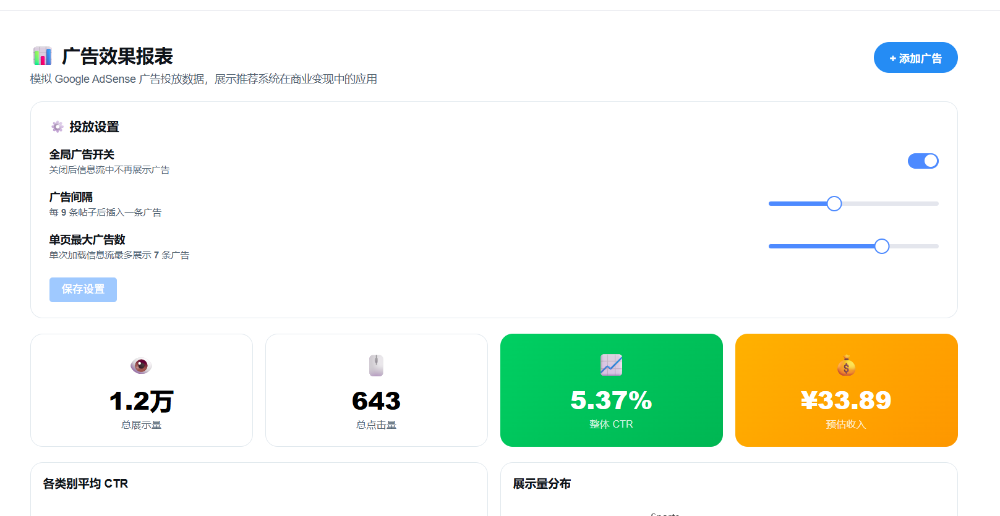 广告效果报表
模拟 Google AdSense 广告投放数据，展示推荐系统在商业变现中的应用
+ 添加广告
投放设置
全局广告开关
关闭后信息流中不再展示广告
广告间隔
每 9 条帖子后插入一条广告
单页最大广告数
单次加载信息流最多展示 7 条广告
保存设置
1.2万
总展示量
643
总点击量
5.37%
整体 CTR
¥33.89
预估收入
各类别平均 CTR
展示量分布